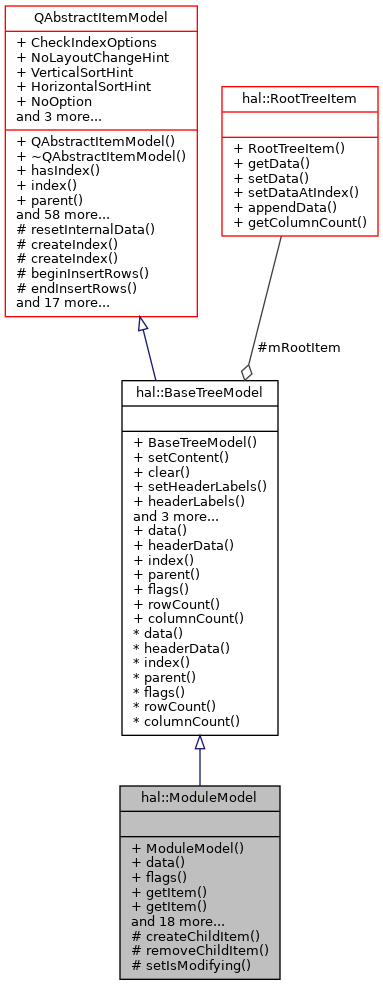 QAbstractItemModel
+ CheckIndexOptions
+ NoLayoutChangeHint
+ VerticalSortHint
+ HorizontalSortHint
+ NoOption
and 3 more...
+ QAbstractItemModel()
+ ~QAbstractItemModel()
+ hasIndex()
+ index()
+ parent()
and 58 more...
# resetInternalData()
# createIndex()
# createIndex()
# beginInsertRows()
# endInsertRows()
and 17 more...
hal::RootTreeItem
+ RootTreeItem()
+ getData()
+ setData()
+ setDataAtIndex()
+ appendData()
+ getColumnCount()
#mRootItem
hal::BaseTreeModel
+ BaseTreeModel()
+ setContent()
+ clear()
+ setHeaderLabels()
+ headerLabels()
and 3 more...
+ data()
+ headerData()
+ index()
+ parent()
+ flags()
+ rowCount()
+ columnCount()
* data()
* headerData()
* index()
* parent()
* flags()
* rowCount()
* columnCount()
hal::ModuleModel
+ ModuleModel()
+ data()
+ flags()
+ getItem()
+ getItem()
and 18 more...
# createChildItem()
# removeChildItem()
# setIsModifying()